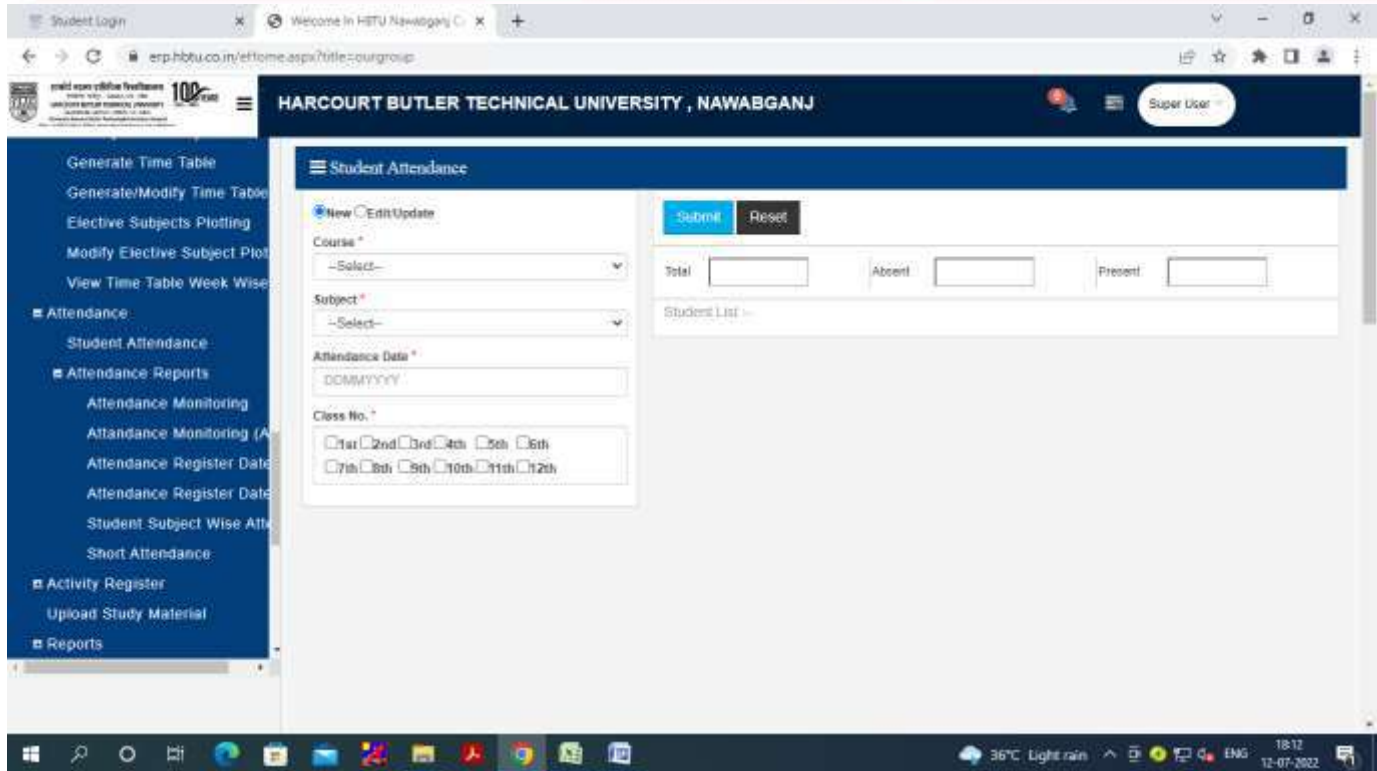 Student Login
Welcome In HBTU Nawabganj C
erp.hbtu.co.in/efHome.aspx?title=ourgroup
100 YEARS
HARCOURT BUTLER TECHNICAL UNIVERSITY , NAWABGANJ
Super User
Generate Time Table
Generate/Modify Time Table
Elective Subjects Plotting
Modify Elective Subject Plot
View Time Table Week Wise
Attendance
Student Attendance
Attendance Reports
Attendance Monitoring
Attandance Monitoring (A
Attendance Register Date
Attendance Register Date
Student Subject Wise Atte
Short Attendance
Activity Register
Upload Study Material
Reports
Student Attendance
New Edit/Update
Course *
--Select--
Subject *
--Select--
Attendance Date *
DDMMYYYY
Class No. *
1st 2nd 3rd 4th 5th 6th
7th 8th 9th 10th 11th 12th
Submit Reset
Total Absent Present
Student List :-
36°C Light rain ENG 18:12
12-07-2022